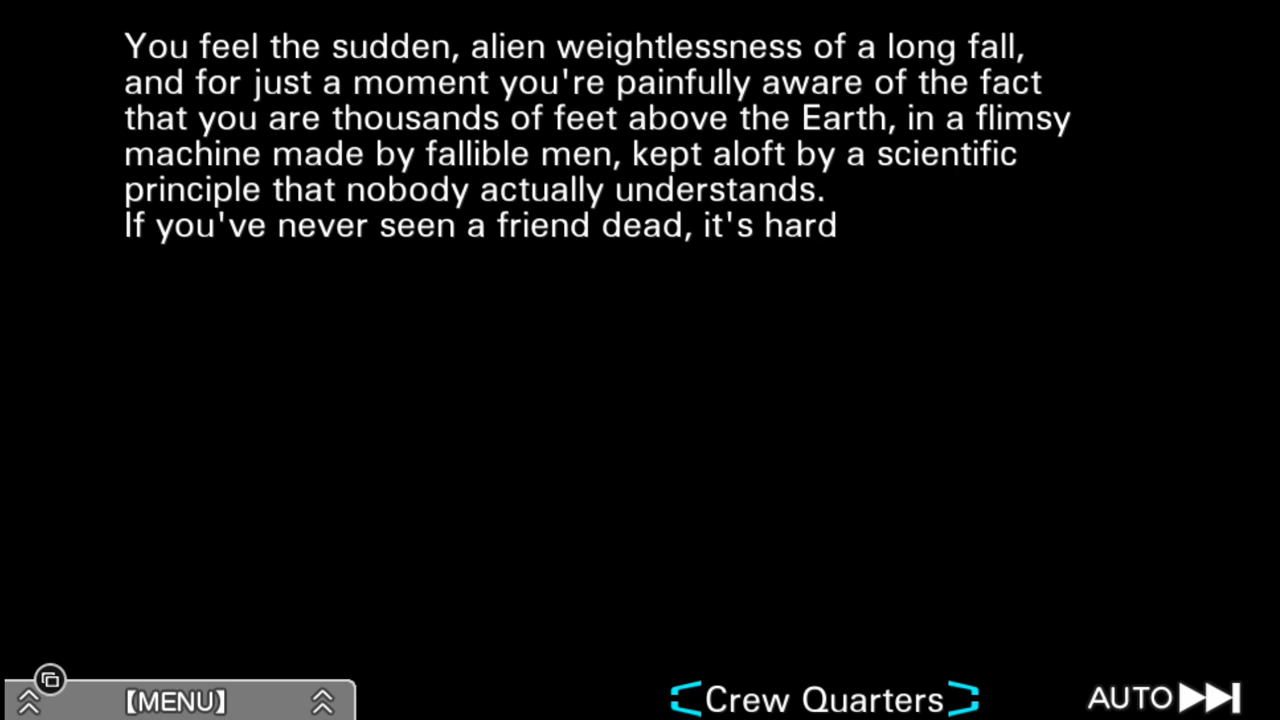 You feel the sudden, alien weightlessness of a long fall,
and for just a moment you're painfully aware of the fact
that you are thousands of feet above the Earth, in a flimsy
machine made by fallible men, kept aloft by a scientific
principle that nobody actually understands.
If you've never seen a friend dead, it's hard
【MENU】
Crew Quarters
AUTO